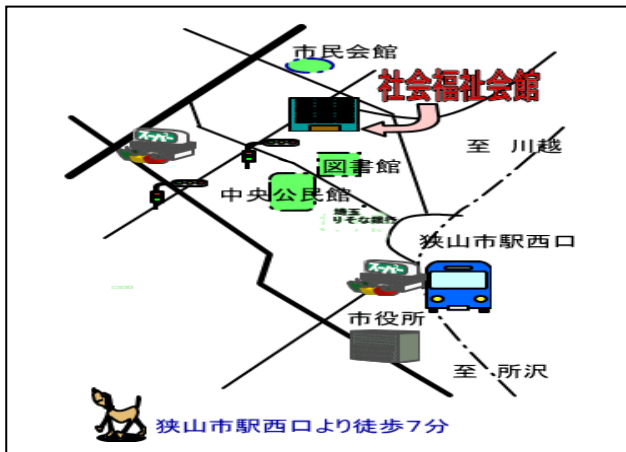 市民会館
社会福祉会館
スーパー
至 川越
図書館
中央公民館
埼玉
りそな銀行
狭山市駅西口
スーパー
市役所
至 所沢
狭山市駅西口より徒歩7分